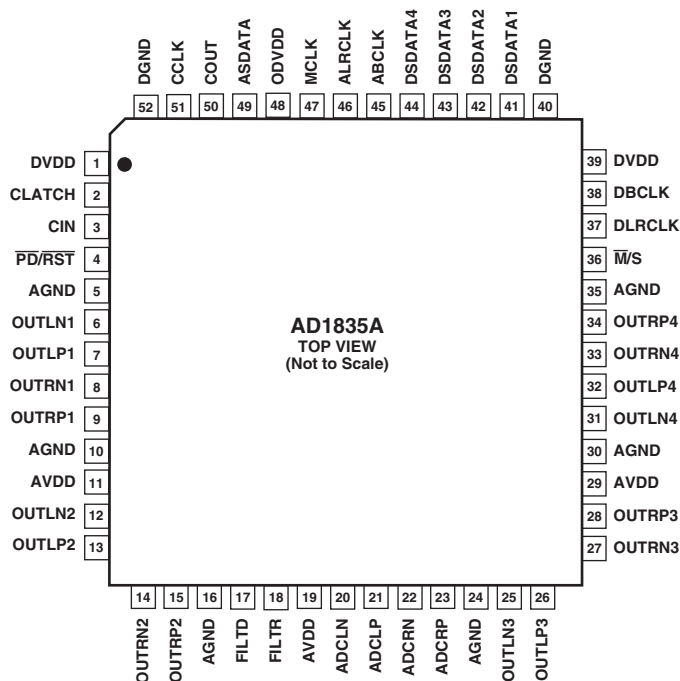 DGND
CCLK
COUT
ASDATA
ODVDD
MCLK
ALRCLK
ABCLK
DSDATA4
DSDATA3
DSDATA2
DSDATA1
DGND
52 51 50 49 48 47 46 45 44 43 42 41 40
DVDD 1
CLATCH 2
CIN 3
PD/RST 4
AGND 5
OUTLN1 6
OUTLP1 7
OUTRN1 8
OUTRP1 9
AGND 10
AVDD 11
OUTLN2 12
OUTLP2 13
AD1835A
TOP VIEW
(Not to Scale)
39 DVDD
38 DBCLK
37 DLRCLK
36 M/S
35 AGND
34 OUTRP4
33 OUTRN4
32 OUTLP4
31 OUTLN4
30 AGND
29 AVDD
28 OUTRP3
27 OUTRN3
14 15 16 17 18 19 20 21 22 23 24 25 26
OUTRN2
OUTRP2
AGND
FILTD
FILTR
AVDD
ADCLN
ADCLP
ADCRN
ADCRP
AGND
OUTLN3
OUTLP3